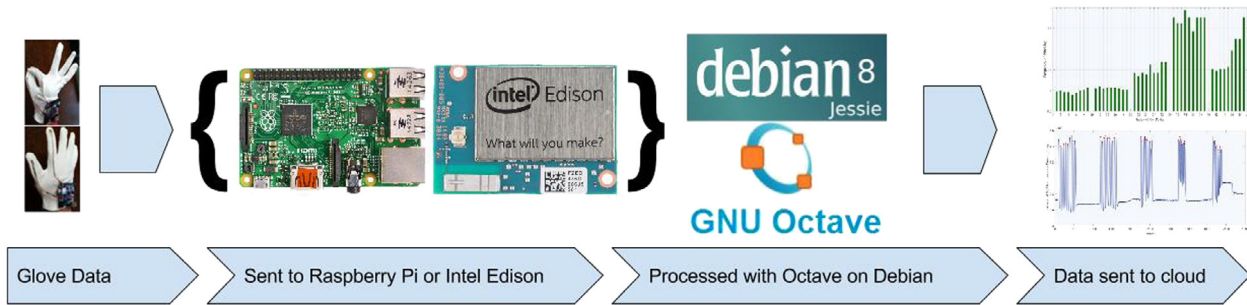 intel Edison
What will you make?
debian 8
Jessie
GNU Octave
Glove Data
Sent to Raspberry Pi or Intel Edison
Processed with Octave on Debian
Data sent to cloud